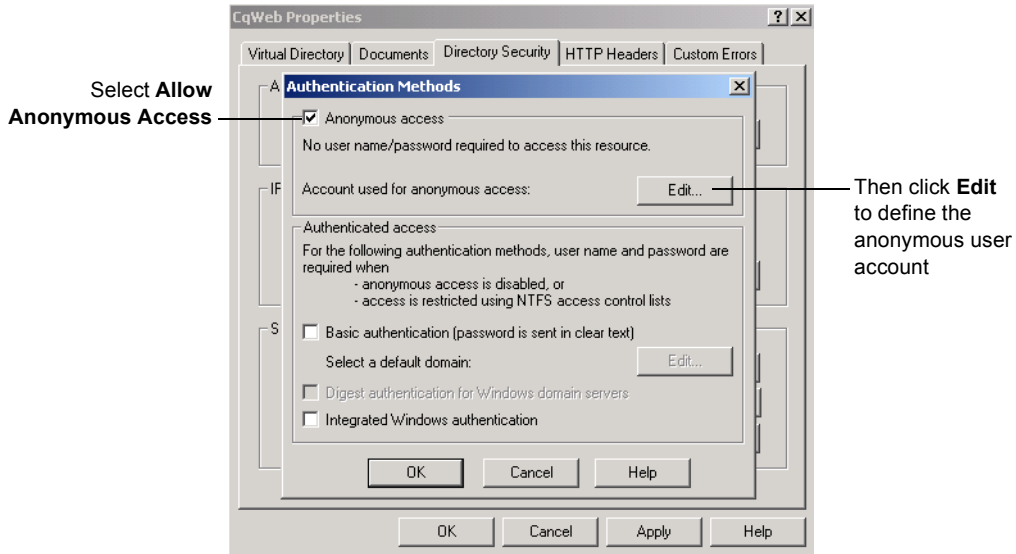 CqWeb Properties
Virtual Directory
Documents
Directory Security
HTTP Headers
Custom Errors
Select Allow
Anonymous Access
A
Authentication Methods
Anonymous access
No user name/password required to access this resource.
IF
Account used for anonymous access:
Edit...
Then click Edit
to define the
anonymous user
account
Authenticated access
For the following authentication methods, user name and password are
required when
- anonymous access is disabled, or
- access is restricted using NTFS access control lists
S
Basic authentication (password is sent in clear text)
Select a default domain:
Edit...
Digest authentication for Windows domain servers
Integrated Windows authentication
OK
Cancel
Help
OK
Cancel
Apply
Help